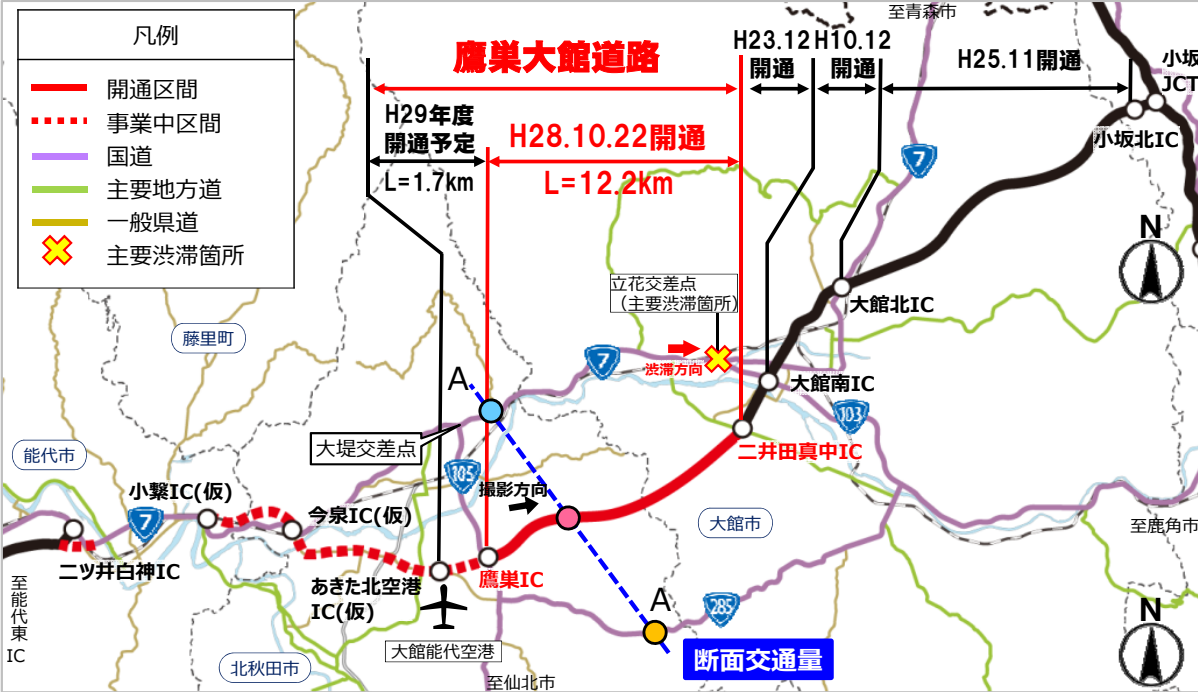 凡例
開通区間
事業中区間
国道
主要地方道
一般県道
主要渋滞箇所
至青森市
鷹巣大館道路
H23.12
開通
H10.12
開通
H25.11開通
小坂
JCT
小坂北IC
H29年度
開通予定
L=1.7km
H28.10.22開通
L=12.2km
7
N
立花交差点
(主要渋滞箇所)
大館北IC
藤里町
7
渋滞方向
大館南IC
A
103
大堤交差点
二井田真中IC
能代市
105
撮影方向
小繋IC(仮)
7
今泉IC(仮)
大館市
至鹿角市
二ツ井白神IC
鷹巣IC
至能代東IC
あきた北空港
IC(仮)
A
285
N
大館能代空港
断面交通量
北秋田市
至仙北市